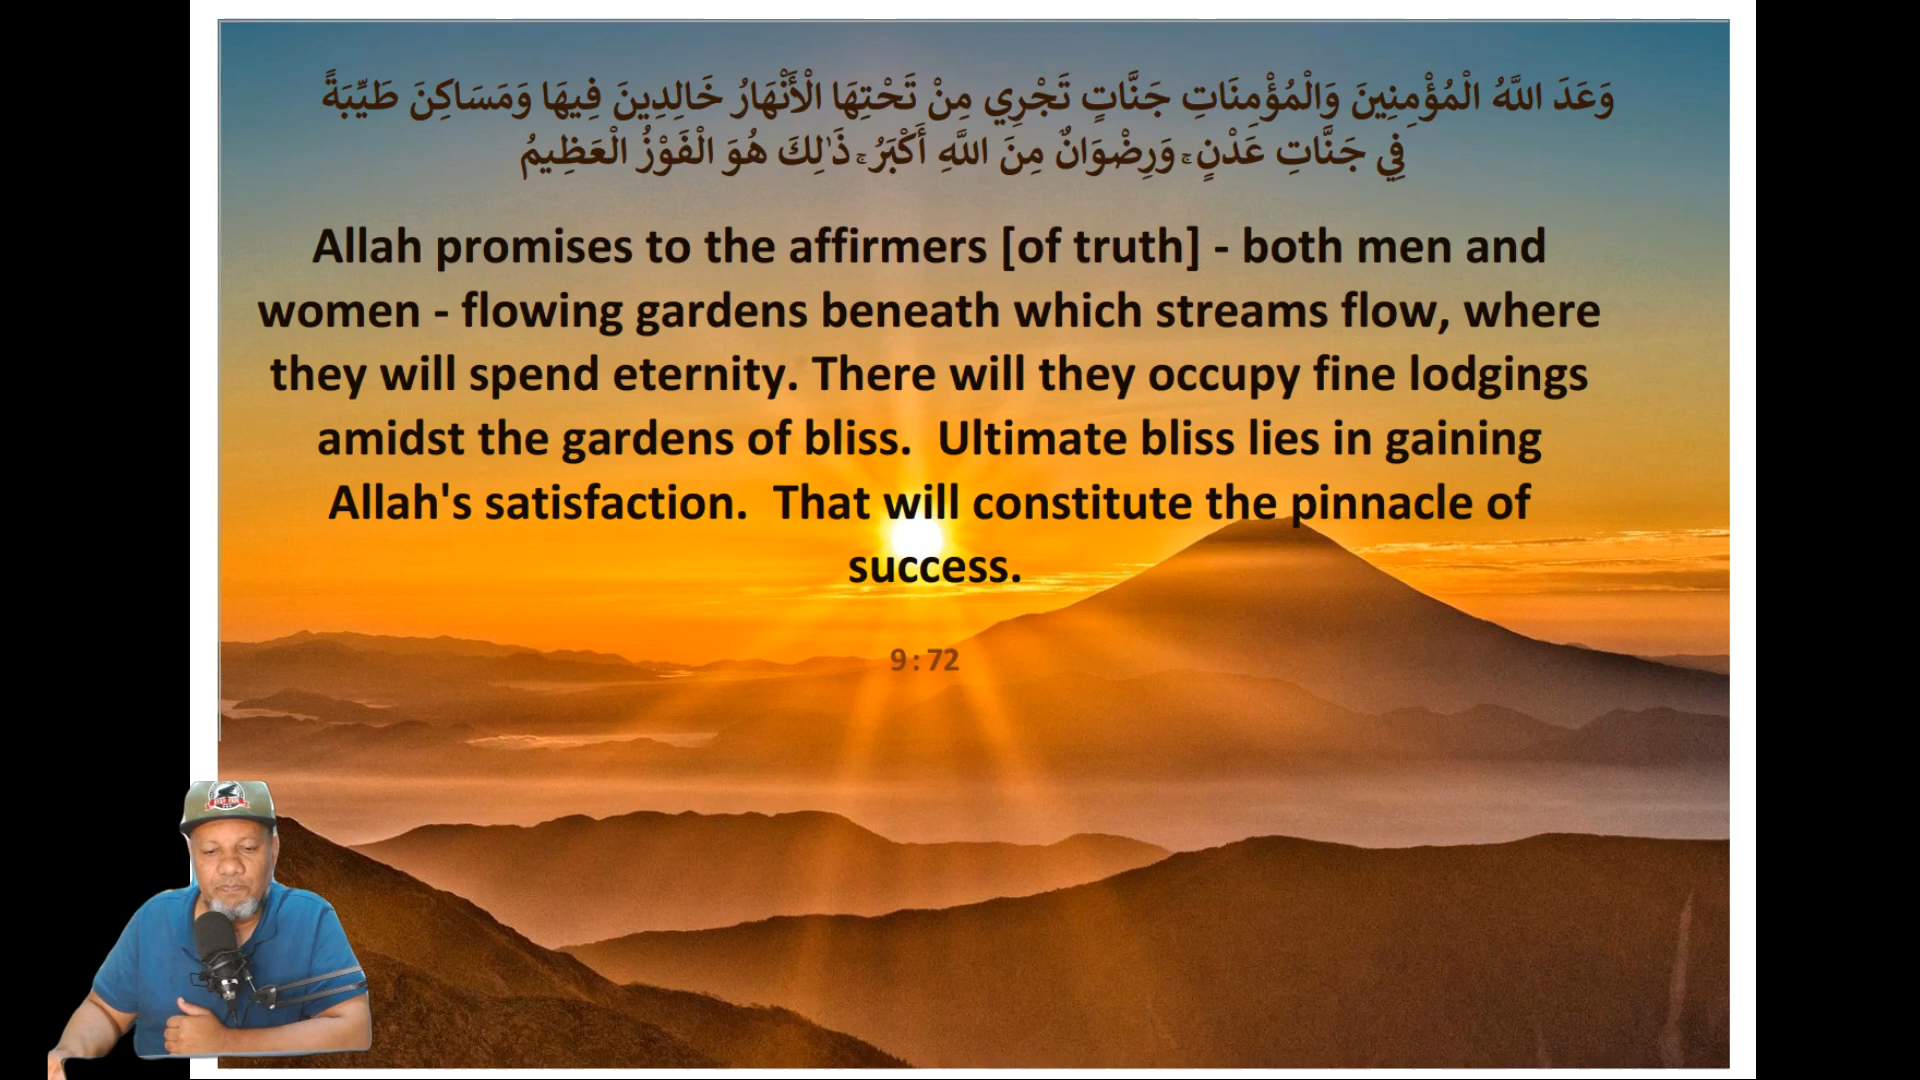 وَعَدَ اللَّهُ الْمُؤْمِنِينَ وَالْمُؤْمِنَاتِ جَنَّاتٍ تَجْرِي مِنْ تَحْتِهَا الْأَنْهَارُ خَالِدِينَ فِيهَا وَمَسَاكِنَ طَيِّبَةً
فِي جَنَّاتِ عَدْنٍ ۚ وَرِضْوَانٌ مِنَ اللَّهِ أَكْبَرُ ۚ ذَٰلِكَ هُوَ الْفَوْزُ الْعَظِيمُ
Allah promises to the affirmers [of truth] - both men and
women - flowing gardens beneath which streams flow, where
they will spend eternity. There will they occupy fine lodgings
amidst the gardens of bliss.  Ultimate bliss lies in gaining
Allah's satisfaction.  That will constitute the pinnacle of
success.
9:72